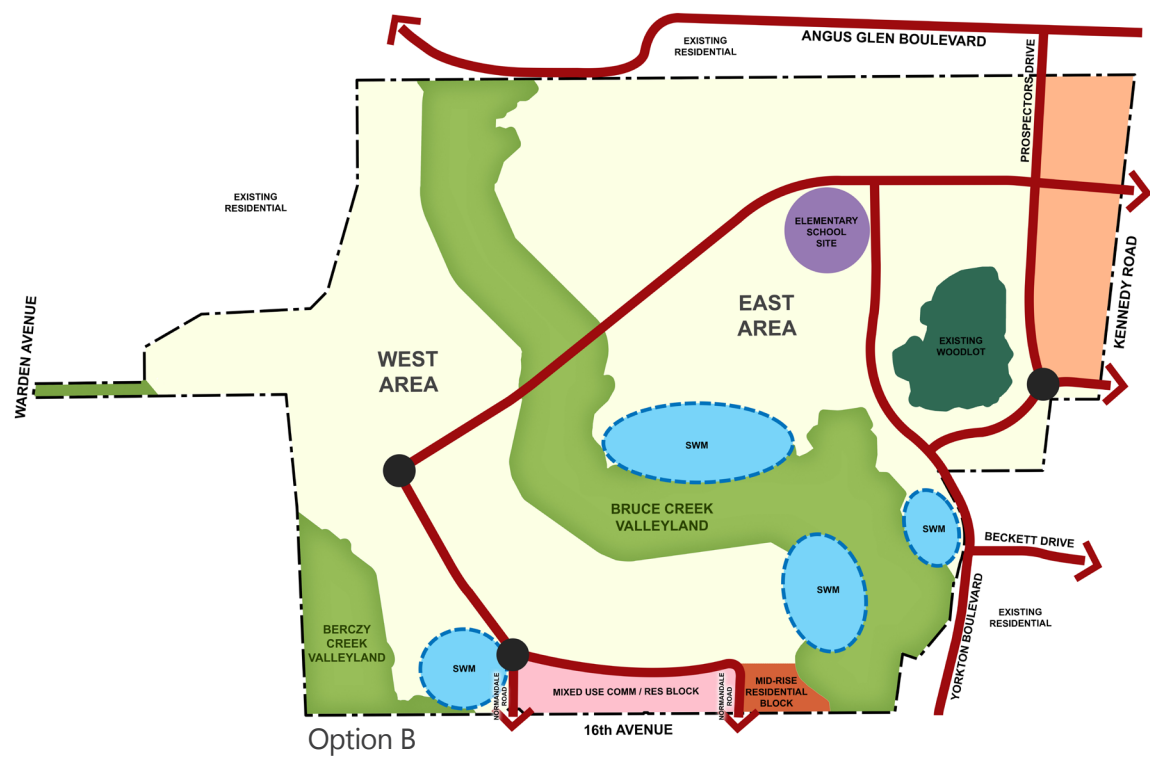 EXISTING
RESIDENTIAL
ANGUS GLEN BOULEVARD
PROSPECTORS DRIVE
EXISTING
RESIDENTIAL
ELEMENTARY
SCHOOL
SITE
KENNEDY ROAD
EAST
AREA
WARDEN AVENUE
WEST
AREA
EXISTING
WOODLOT
SWM
BRUCE CREEK
VALLEYLAND
SWM
BECKETT DRIVE
SWM
YORKTON BOULEVARD
EXISTING
RESIDENTIAL
BERCZY
CREEK
VALLEYLAND
SWM
NORMANDALE
ROAD
MIXED USE COMM / RES BLOCK
NORMANDALE
ROAD
MID-RISE
RESIDENTIAL
BLOCK
16th AVENUE
Option B